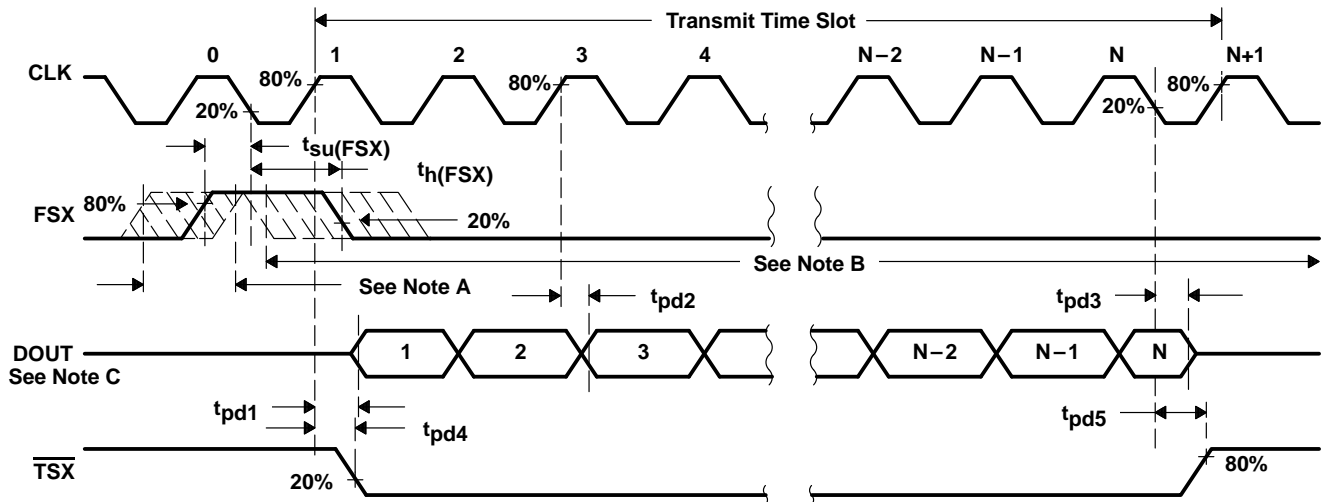 Transmit Time Slot
0 1 2 3 4 N−2 N−1 N N+1
CLK
80% 20% 80% 20% 80%
tsu(FSX)
th(FSX)
FSX
80% 20%
See Note B
See Note A
tpd2 tpd3
DOUT
See Note C
1 2 3 N−2 N−1 N
tpd1
tpd4
tpd5
TSX
20% 80%